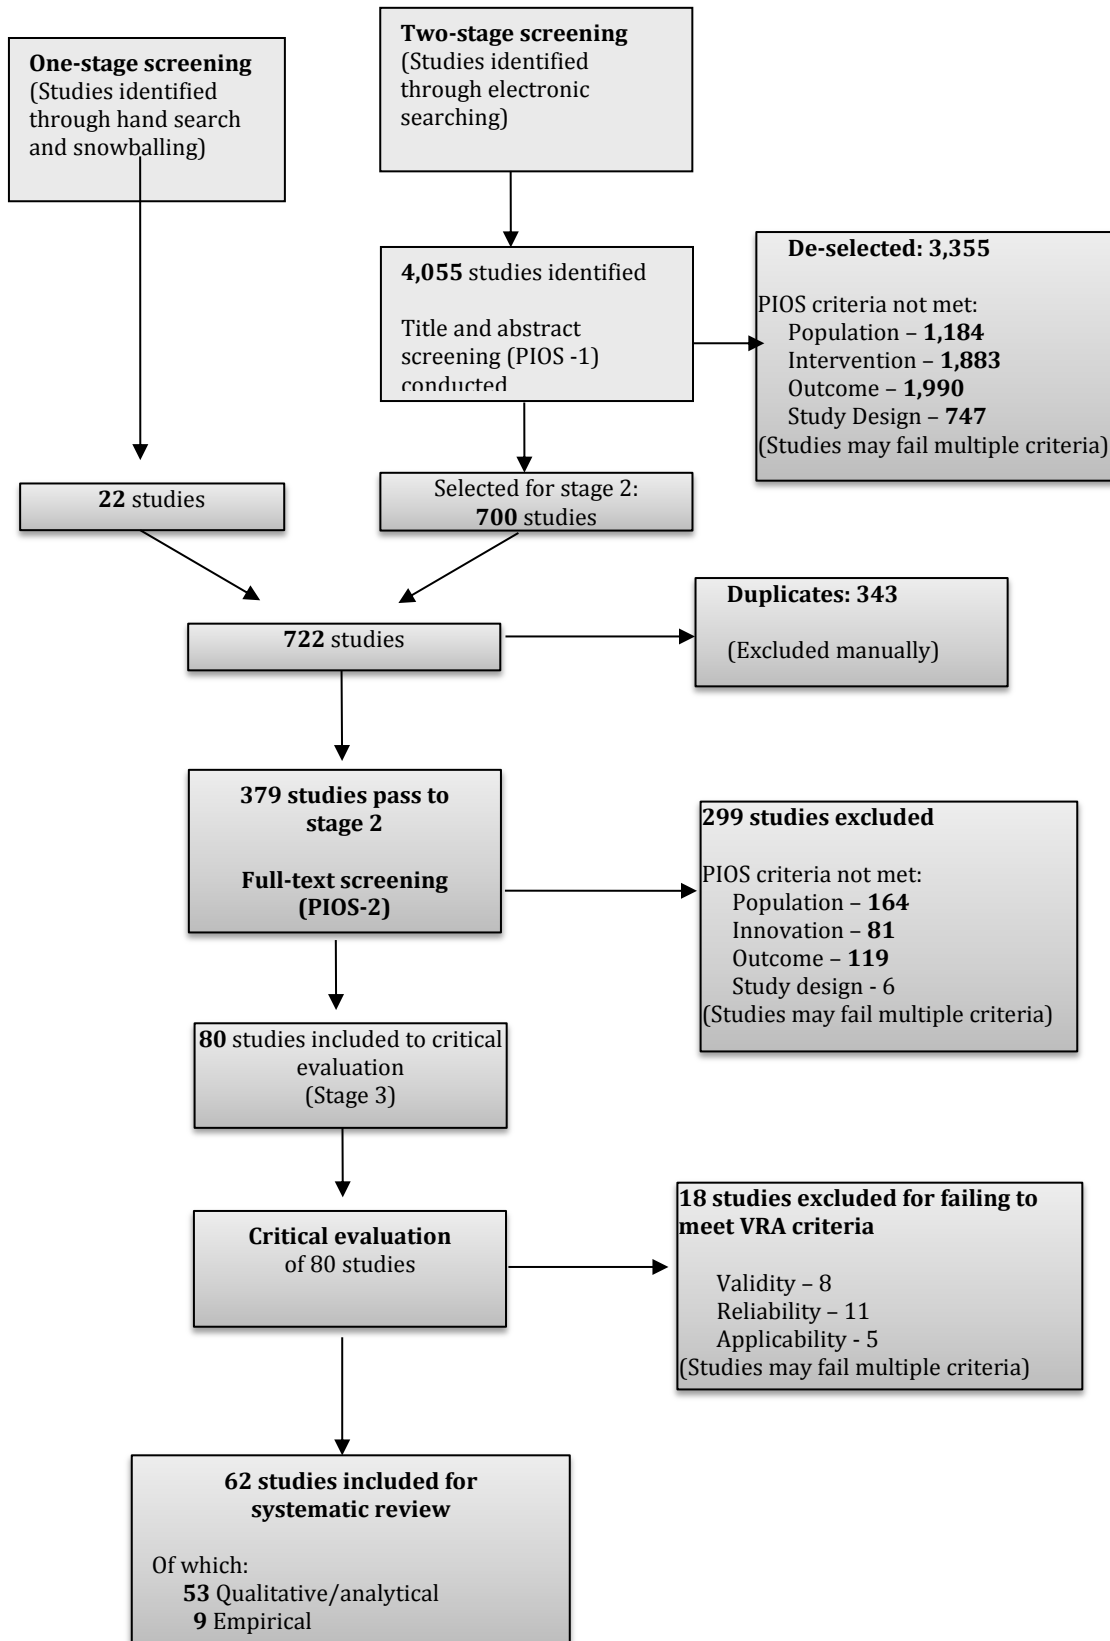 One-stage screening
(Studies identified
through hand search
and snowballing)
Two-stage screening
(Studies identified
through electronic
searching)
4,055 studies identified
Title and abstract
screening (PIOS -1)
conducted
De-selected: 3,355
PIOS criteria not met:
Population – 1,184
Intervention – 1,883
Outcome – 1,990
Study Design – 747
(Studies may fail multiple criteria)
22 studies
Selected for stage 2:
700 studies
722 studies
Duplicates: 343
(Excluded manually)
379 studies pass to
stage 2
Full-text screening
(PIOS-2)
299 studies excluded
PIOS criteria not met:
Population – 164
Innovation – 81
Outcome – 119
Study design - 6
(Studies may fail multiple criteria)
80 studies included to critical
evaluation
(Stage 3)
Critical evaluation
of 80 studies
18 studies excluded for failing to
meet VRA criteria
Validity – 8
Reliability – 11
Applicability - 5
(Studies may fail multiple criteria)
62 studies included for
systematic review
Of which:
53 Qualitative/analytical
9 Empirical